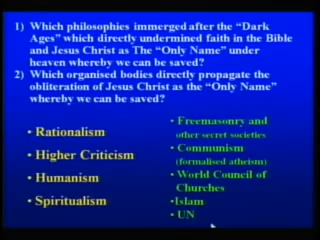 1) Which philosophies immerged after the “Dark
Ages” which directly undermined faith in the Bible
and Jesus Christ as The “Only Name” under
heaven whereby we can be saved?
2) Which organised bodies directly propagate the
obliteration of Jesus Christ as the “Only Name”
whereby we can be saved?
• Rationalism
• Higher Criticism
• Humanism
• Spiritualism
• Freemasonry and
other secret societies
• Communism
(formalised atheism)
• World Council of
Churches
•Islam
• UN